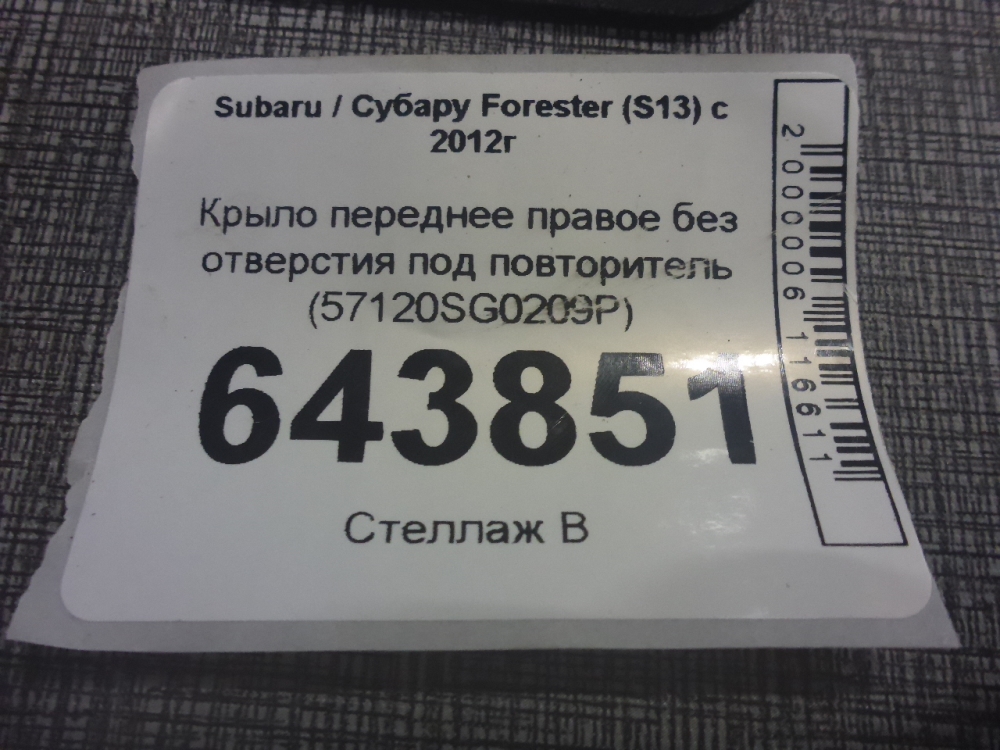 Subaru / Субару Forester (S13) с
2012г
Крыло переднее правое без
отверстия под повторитель
(57120SG0209P)
643851
Стеллаж В
2000006116611